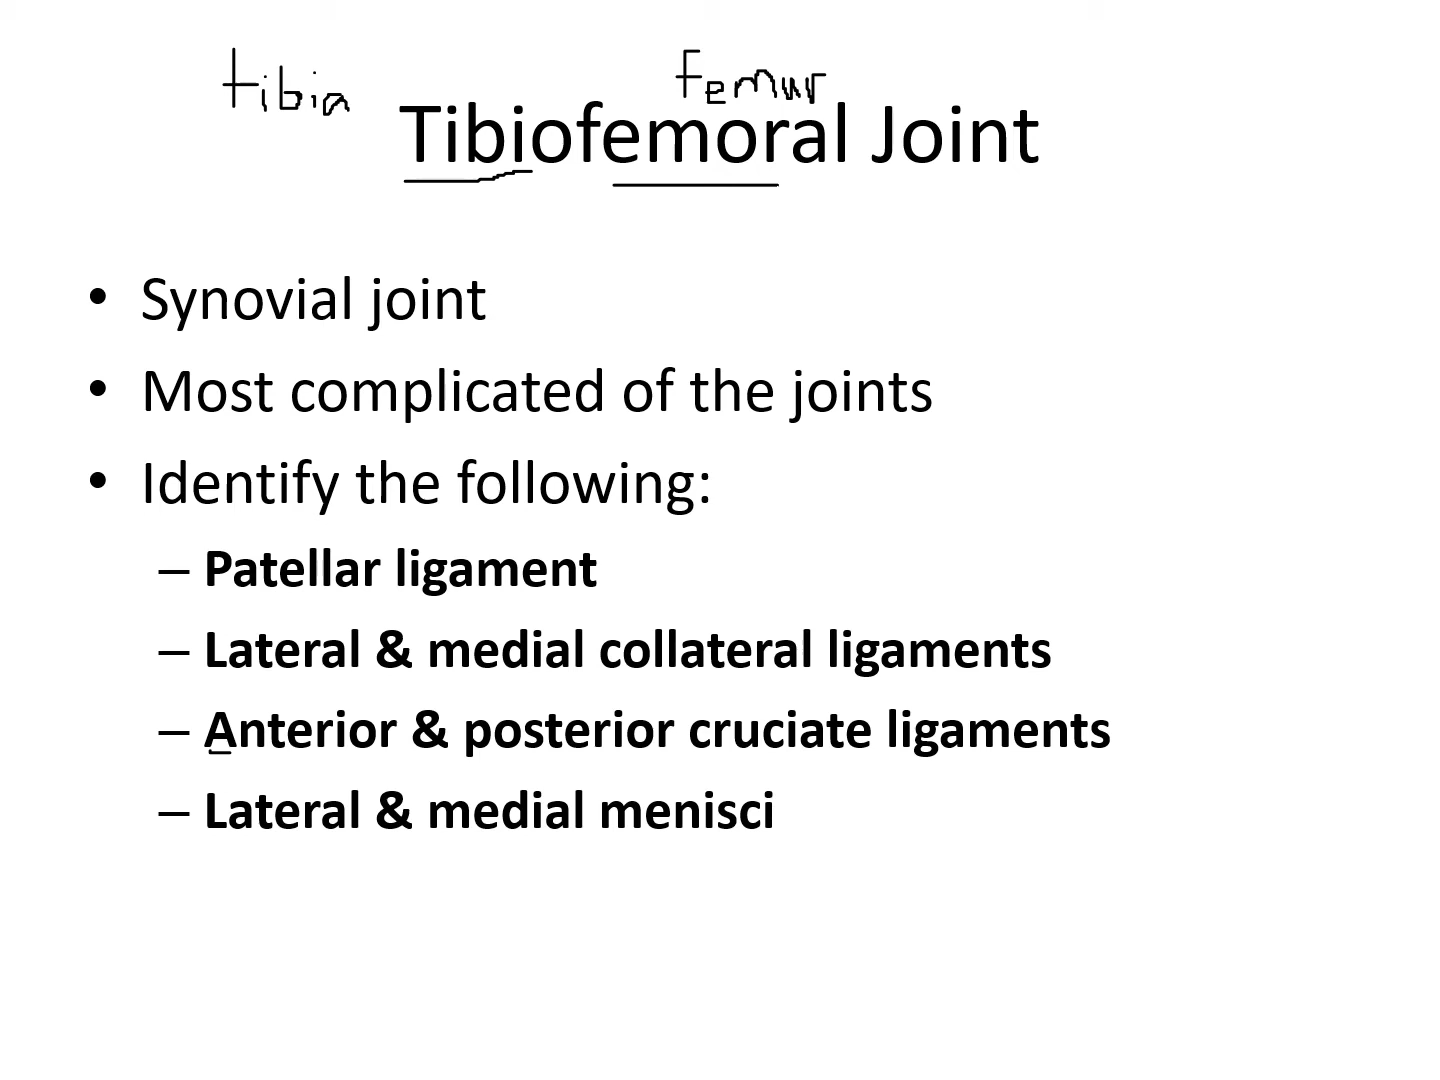 tibia Femur
Tibiofemoral Joint
• Synovial joint
• Most complicated of the joints
• Identify the following:
– Patellar ligament
– Lateral & medial collateral ligaments
– Anterior & posterior cruciate ligaments
– Lateral & medial menisci